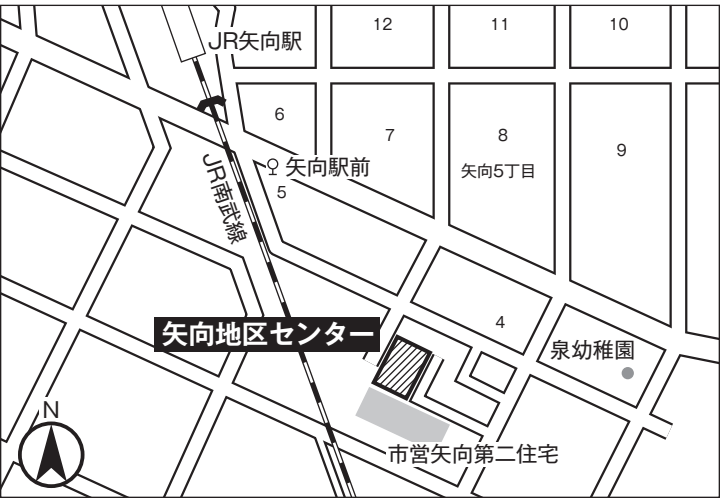 12
11
10
JR矢向駅
6
7
8
9
矢向駅前
矢向5丁目
5
JR南武線
矢向地区センター
4
泉幼稚園
N
市営矢向第二住宅